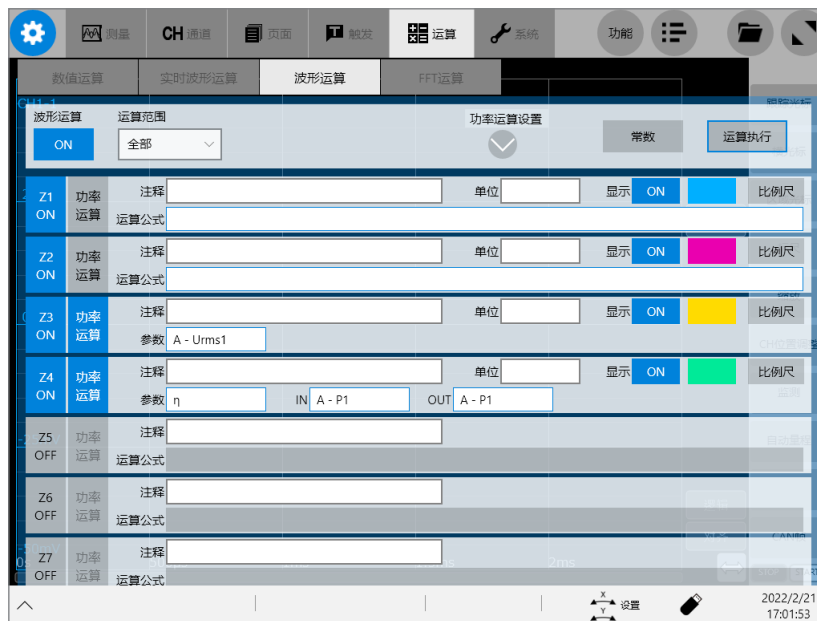 测量 CH 通道 页面 触发 运算 系统 功能
数值运算 实时波形运算 波形运算 FFT运算
CH1-1
波形运算 运算范围 功率运算设置
ON 全部 常数 运算执行
Z1 ON 功率运算 注释 单位 显示 ON 比例尺
运算公式
Z2 ON 功率运算 注释 单位 显示 ON 比例尺
运算公式
Z3 ON 功率运算 注释 单位 显示 ON 比例尺
参数 A - Urms1
Z4 ON 功率运算 注释 单位 显示 ON 比例尺
参数 η IN A - P1 OUT A - P1
Z5 OFF 功率运算 注释
运算公式
Z6 OFF 功率运算 注释
运算公式
Z7 OFF 功率运算 注释
运算公式
2ms
X Y 设置 2022/2/21
17:01:53